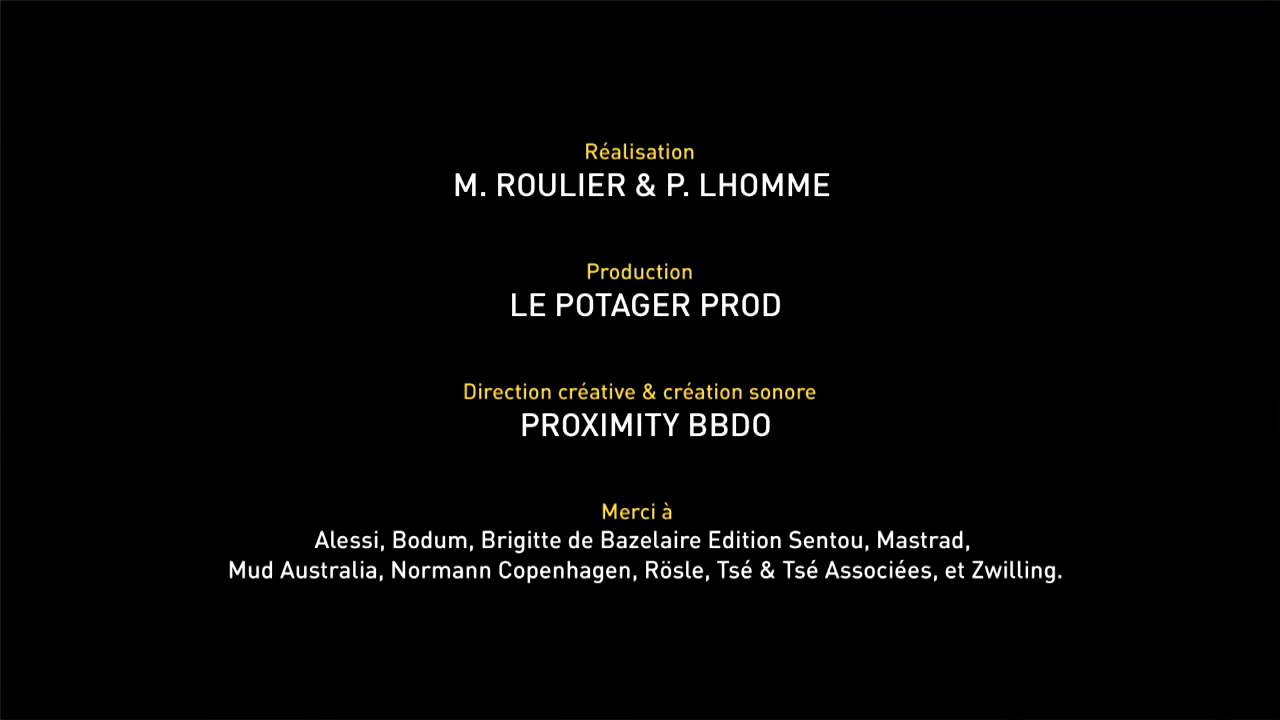 Réalisation
M. ROULIER & P. LHOMME
Production
LE POTAGER PROD
Direction créative & création sonore
PROXIMITY BBDO
Merci à
Alessi, Bodum, Brigitte de Bazelaire Edition Sentou, Mastrad,
Mud Australia, Normann Copenhagen, Rösle, Tsé & Tsé Associées, et Zwilling.